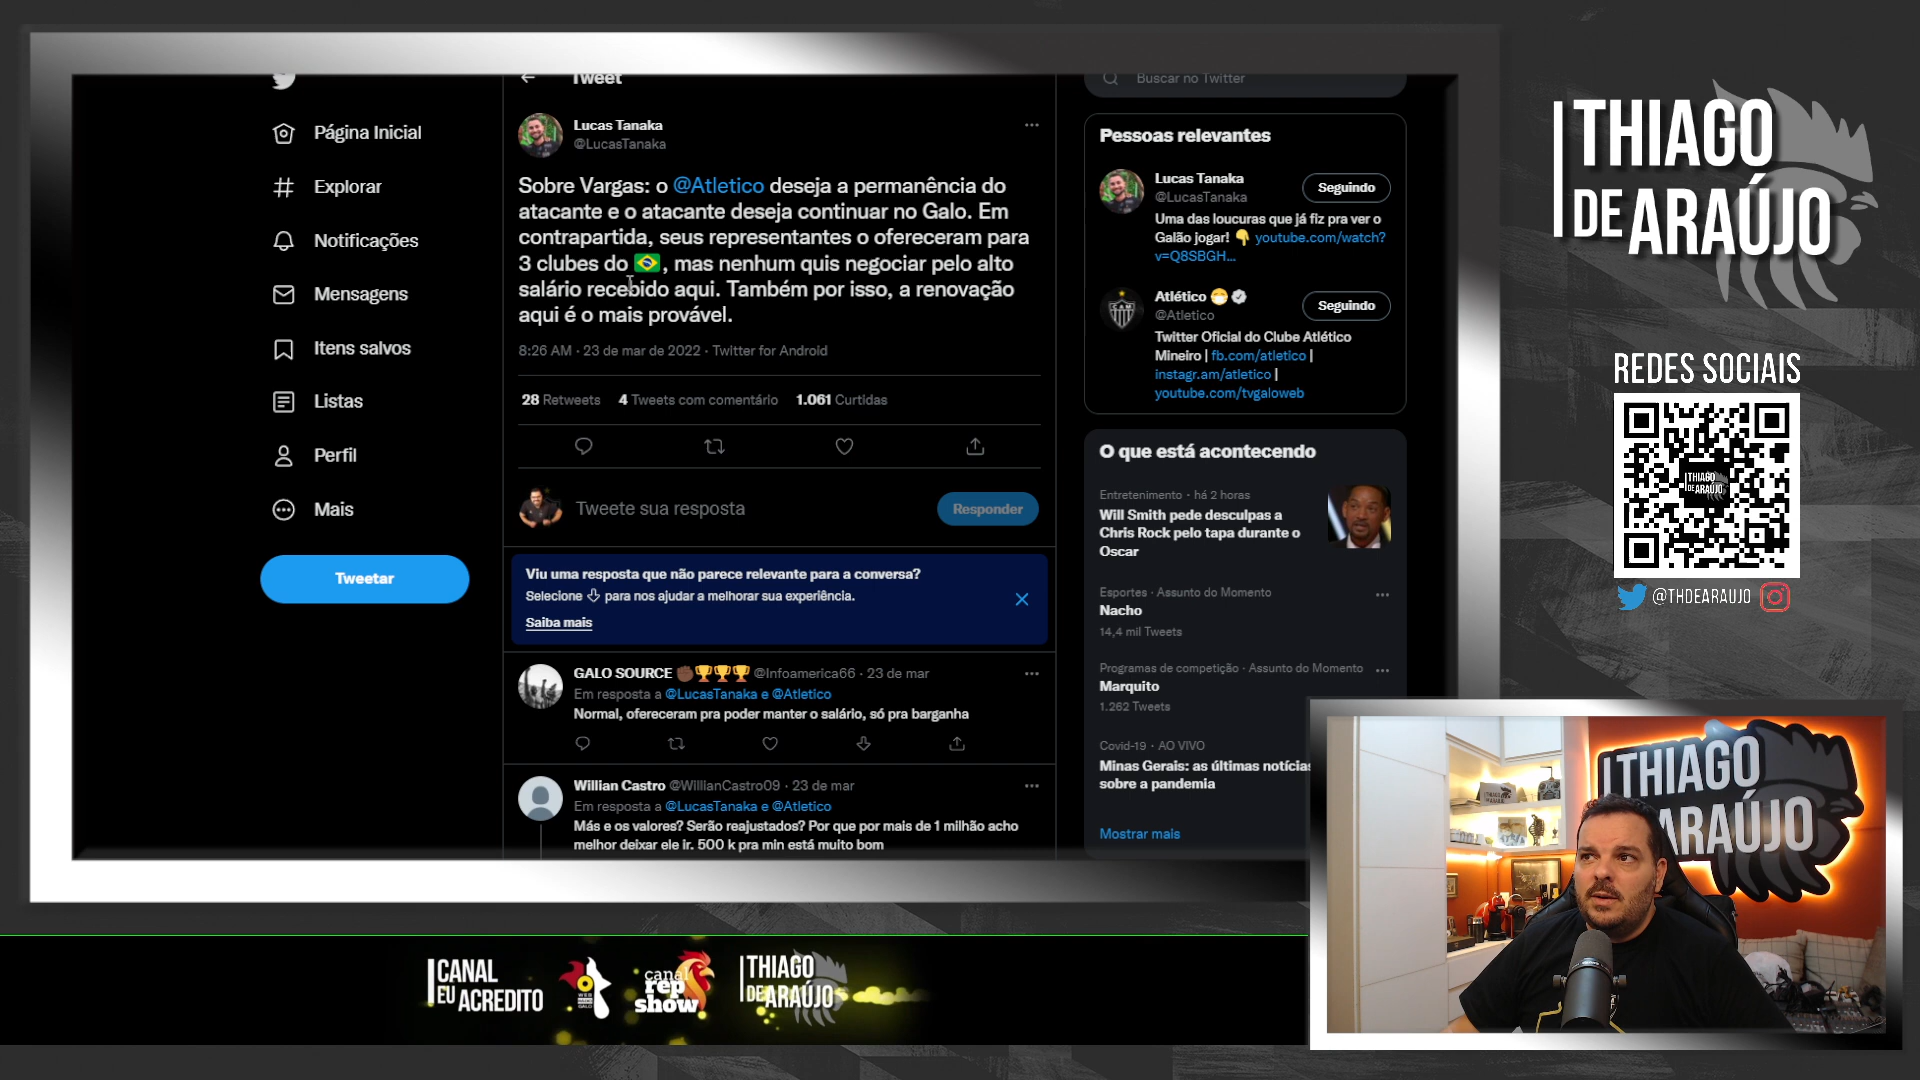 Tweet
Buscar no Twitter
Página Inicial
Explorar
Notificações
Mensagens
Itens salvos
Listas
Perfil
Mais
Tweetar
Lucas Tanaka
@LucasTanaka
Sobre Vargas: o @Atletico deseja a permanência do
atacante e o atacante deseja continuar no Galo. Em
contrapartida, seus representantes o ofereceram para
3 clubes do 🇧🇷, mas nenhum quis negociar pelo alto
salário recebido aqui. Também por isso, a renovação
aqui é o mais provável.
8:26 AM · 23 de mar de 2022 · Twitter for Android
28 Retweets 4 Tweets com comentário 1.061 Curtidas
Tweete sua resposta
Responder
Viu uma resposta que não parece relevante para a conversa?
Selecione para nos ajudar a melhorar sua experiência.
Saiba mais
GALO SOURCE ✊🏾🏆🏆🏆 @Infoamerica66 · 23 de mar
Em resposta a @LucasTanaka e @Atletico
Normal, ofereceram pra poder manter o salário, só pra barganha
Willian Castro @WillianCastro09 · 23 de mar
Em resposta a @LucasTanaka e @Atletico
Más e os valores? Serão reajustados? Por que por mais de 1 milhão acho
melhor deixar ele ir. 500 k pra min está muito bom
Pessoas relevantes
Lucas Tanaka
@LucasTanaka
Seguindo
Uma das loucuras que já fiz pra ver o
Galão jogar! 👇 youtube.com/watch?
v=Q8SBGH...
Atlético 😷
@Atletico
Seguindo
Twitter Oficial do Clube Atlético
Mineiro | fb.com/atletico |
instagr.am/atletico |
youtube.com/tvgaloweb
O que está acontecendo
Entretenimento · há 2 horas
Will Smith pede desculpas a
Chris Rock pelo tapa durante o
Oscar
Esportes · Assunto do Momento
Nacho
14,4 mil Tweets
Programas de competição · Assunto do Momento
Marquito
1.262 Tweets
Covid-19 · AO VIVO
Minas Gerais: as últimas notícias
sobre a pandemia
Mostrar mais
THIAGO
DE ARAÚJO
REDES SOCIAIS
THIAGO
DE ARAÚJO
@THDEARAUJO
THIAGO
ARAÚJO
CANAL
EU ACREDITO
canal
rep
show
THIAGO
DE ARAÚJO